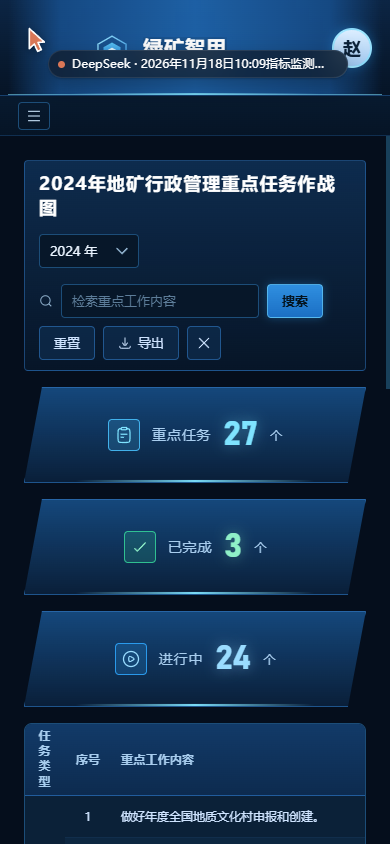 绿矿智甲
赵
DeepSeek · 2026年11月18日10:09指标监测...
2024年地矿行政管理重点任务作战
图
2024 年
检索重点工作内容
搜索
重置
导出
重点任务 27 个
已完成 3 个
进行中 24 个
任务类型
序号
重点工作内容
1
做好年度全国地质文化村申报和创建。